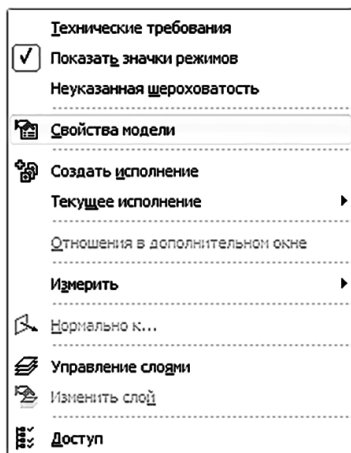 Технические требования
Показать значки режимов
Неуказанная шероховатость
Свойства модели
Создать исполнение
Текущее исполнение
Отношения в дополнительном окне
Измерить
Нормально к...
Управление слоями
Изменить слой
Доступ